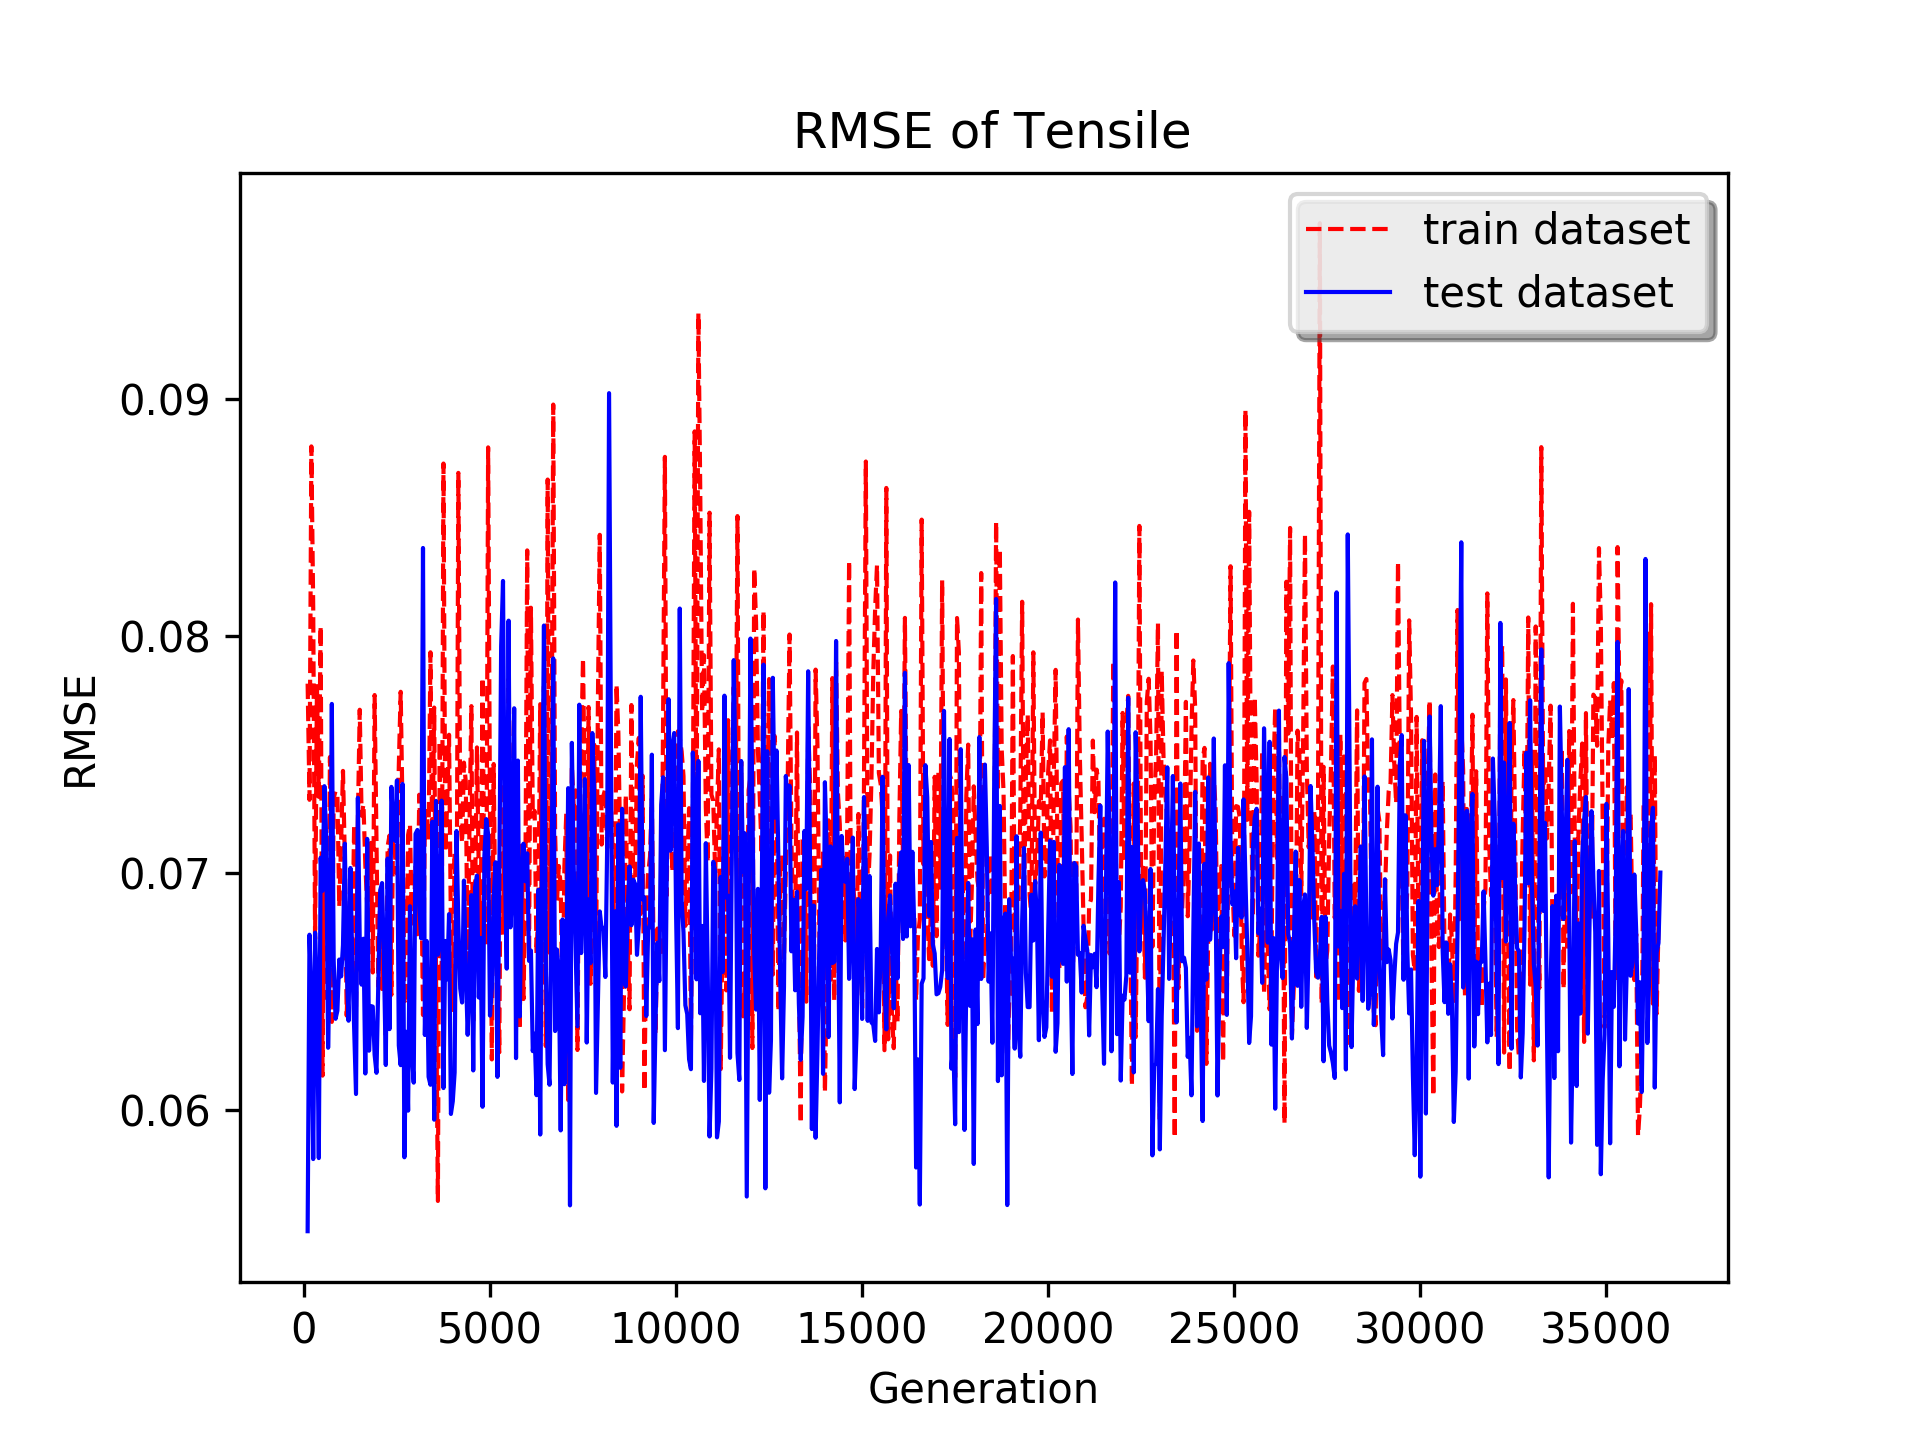 RMSE of Tensile
train dataset
test dataset
0.09
0.08
0.07
0.06
RMSE
0 5000 10000 15000 20000 25000 30000 35000
Generation